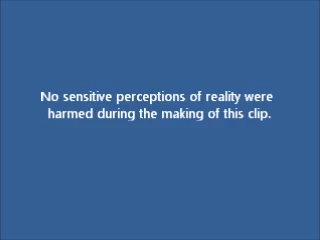 No sensitive perceptions of reality were
harmed during the making of this clip.